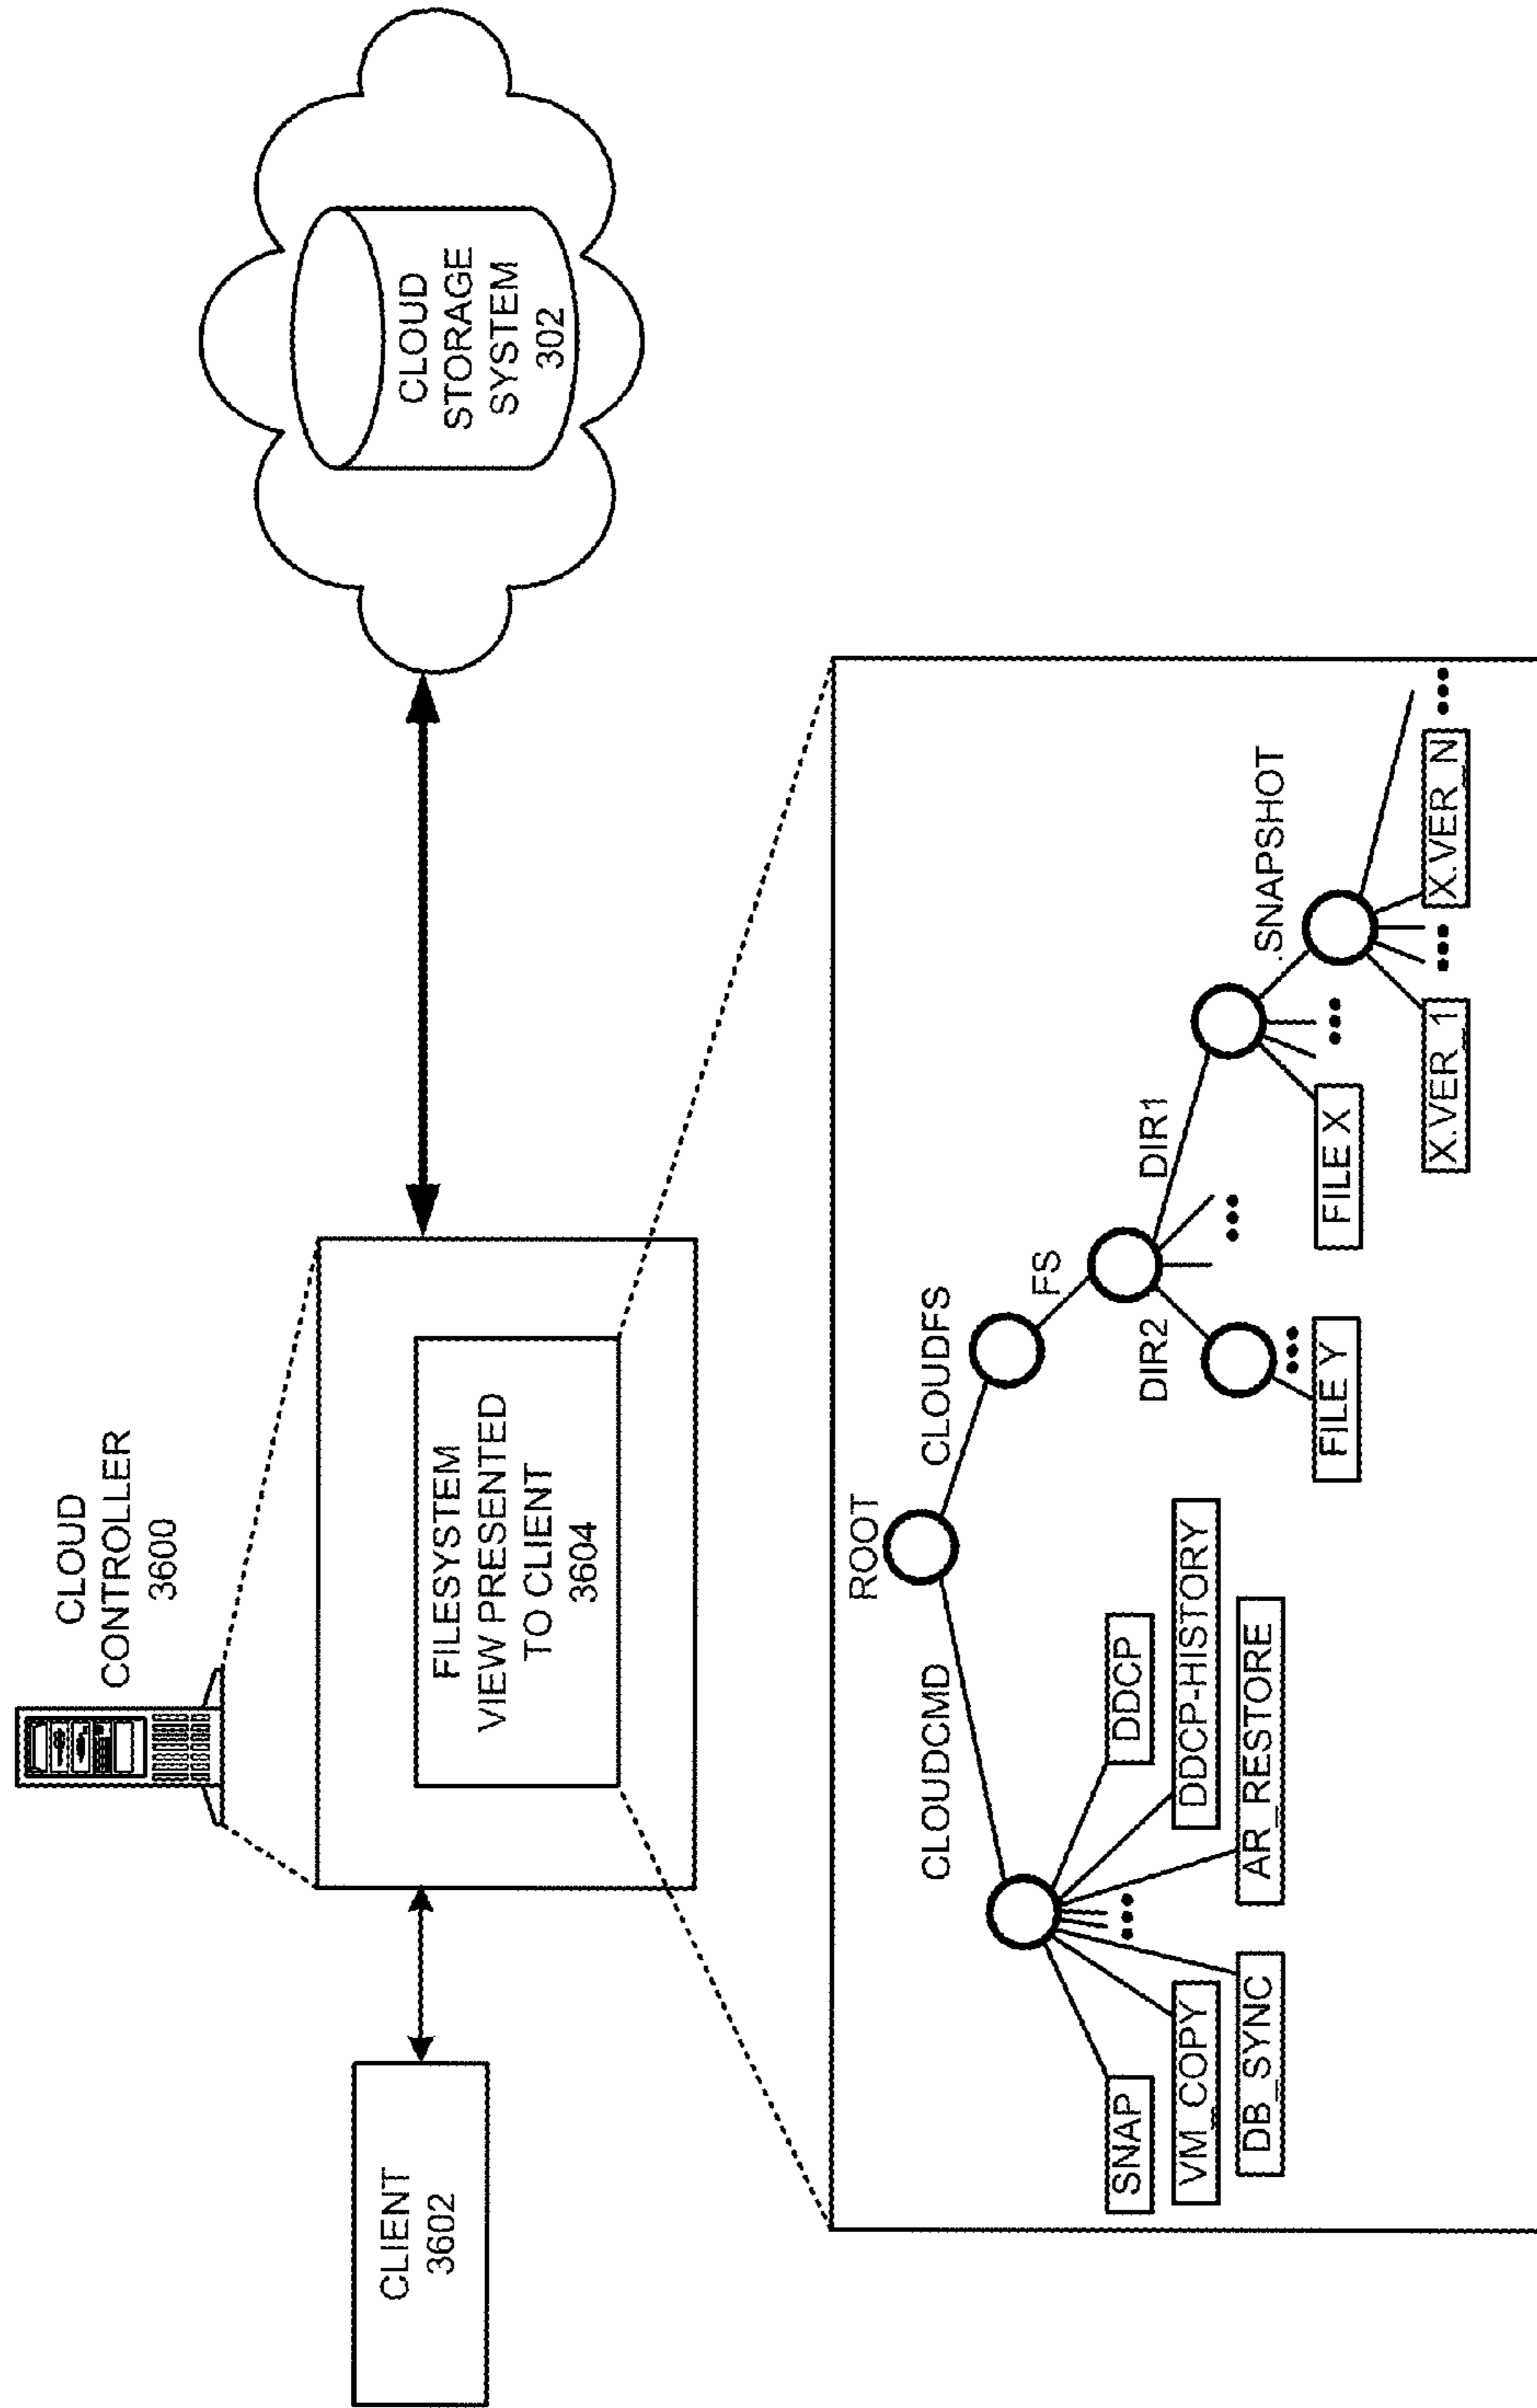 CLOUD
CONTROLLER
3600
CLIENT
3602
FILESYSTEM
VIEW PRESENTED
TO CLIENT
3604
CLOUD
STORAGE
SYSTEM
302
ROOT
CLOUDCMD
CLOUDFS
FS
SNAP
VM_COPY
DB_SYNC
DDCP
DDCP-HISTORY
AR_RESTORE
DIR2
DIR1
FILE Y
FILE X
.SNAPSHOT
X.VER_1
X.VER_N